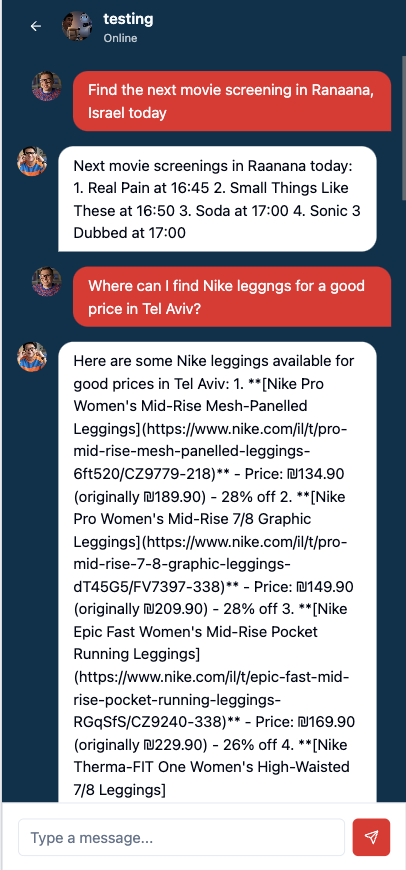 testing
Online
Find the next movie screening in Ranaana,
Israel today
Next movie screenings in Raanana today:
1. Real Pain at 16:45 2. Small Things Like
These at 16:50 3. Soda at 17:00 4. Sonic 3
Dubbed at 17:00
Where can I find Nike leggngs for a good
price in Tel Aviv?
Here are some Nike leggings available for
good prices in Tel Aviv: 1. **[Nike Pro
Women's Mid-Rise Mesh-Panelled
Leggings](https://www.nike.com/il/t/pro-
mid-rise-mesh-panelled-leggings-
6ft520/CZ9779-218)** - Price: ₪134.90
(originally ₪189.90) - 28% off 2. **[Nike
Pro Women's Mid-Rise 7/8 Graphic
Leggings](https://www.nike.com/il/t/pro-
mid-rise-7-8-graphic-leggings-
dT45G5/FV7397-338)** - Price: ₪149.90
(originally ₪209.90) - 28% off 3. **[Nike
Epic Fast Women's Mid-Rise Pocket
Running Leggings]
(https://www.nike.com/il/t/epic-fast-mid-
rise-pocket-running-leggings-
RGqSfS/CZ9240-338)** - Price: ₪169.90
(originally ₪229.90) - 26% off 4. **[Nike
Therma-FIT One Women's High-Waisted
7/8 Leggings]
Type a message...